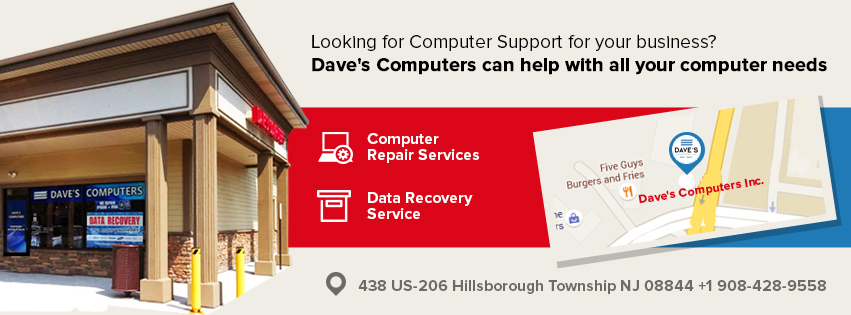 Looking for Computer Support for your business?
Dave's Computers can help with all your computer needs
Computer
Repair Services
Data Recovery
Service
DAVE'S COMPUTERS
DATA RECOVERY
DAVE'S
Five Guys
Burgers and Fries
Dave's Computers Inc.
438 US-206 Hillsborough Township NJ 08844 +1 908-428-9558